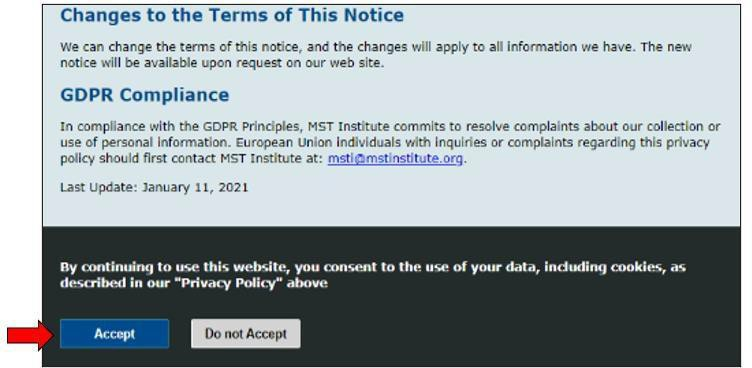 Changes to the Terms of This Notice
We can change the terms of this notice, and the changes will apply to all information we have. The new
notice will be available upon request on our web site.
GDPR Compliance
In compliance with the GDPR Principles, MST Institute commits to resolve complaints about our collection or
use of personal information. European Union individuals with inquiries or complaints regarding this privacy
policy should first contact MST Institute at: msti@mstinstitute.org.
Last Update: January 11, 2021
By continuing to use this website, you consent to the use of your data, including cookies, as
described in our "Privacy Policy" above
Accept
Do not Accept